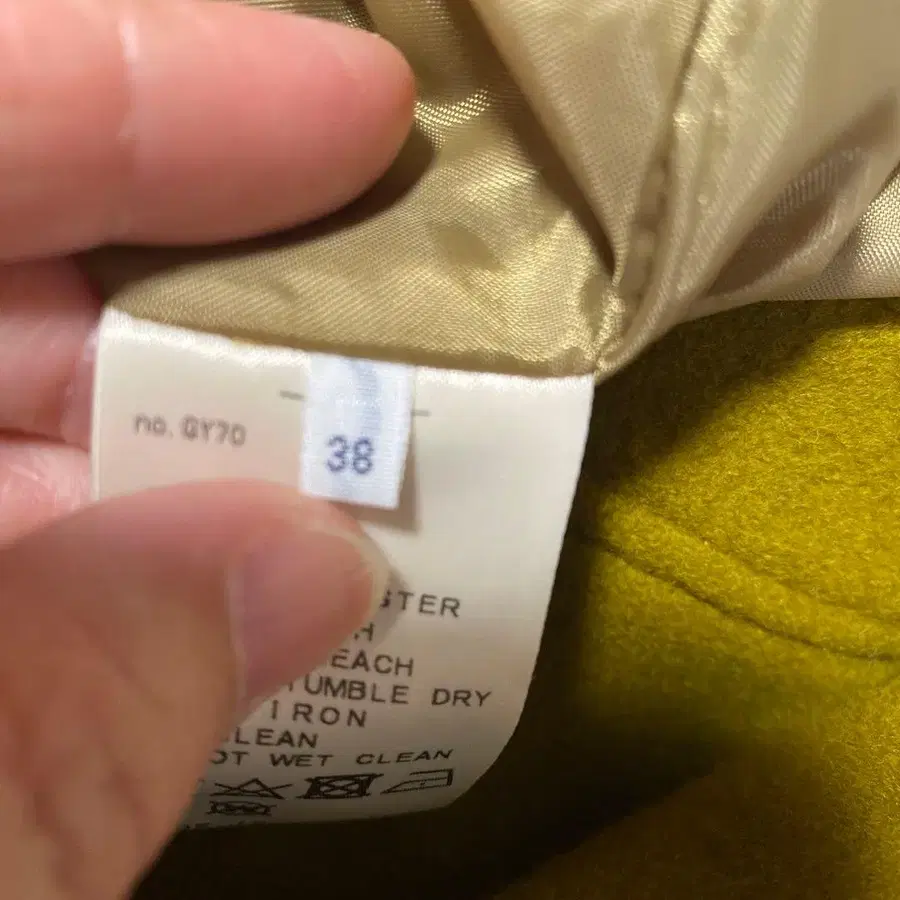 no. GY70
38
STER
H
EACH
TUMBLE DRY
IRON
LEAN
OT WET CLEAN